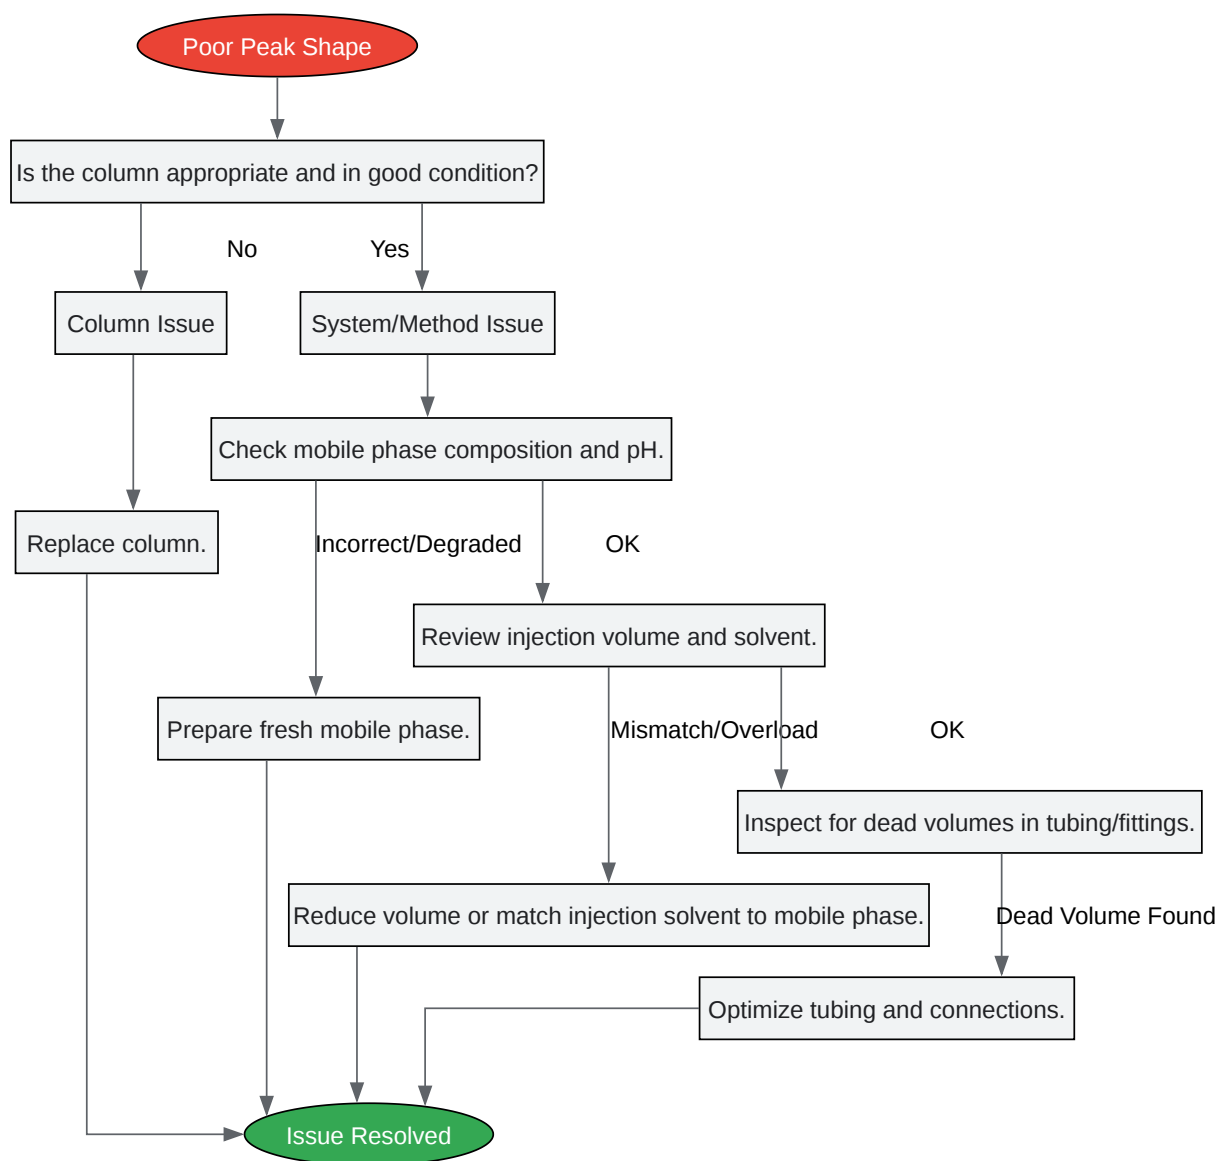 Poor Peak Shape
Is the column appropriate and in good condition?
No
Yes
Column Issue
System/Method Issue
Check mobile phase composition and pH.
Replace column.
Incorrect/Degraded
OK
Review injection volume and solvent.
Prepare fresh mobile phase.
Mismatch/Overload
OK
Inspect for dead volumes in tubing/fittings.
Reduce volume or match injection solvent to mobile phase.
Dead Volume Found
Optimize tubing and connections.
Issue Resolved